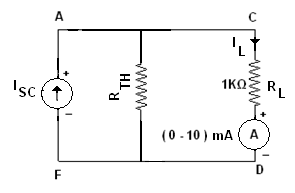 A
C
I L
I SC
R TH
1KΩ
R L
+
−
+
(0 - 10) mA
A
−
F
D